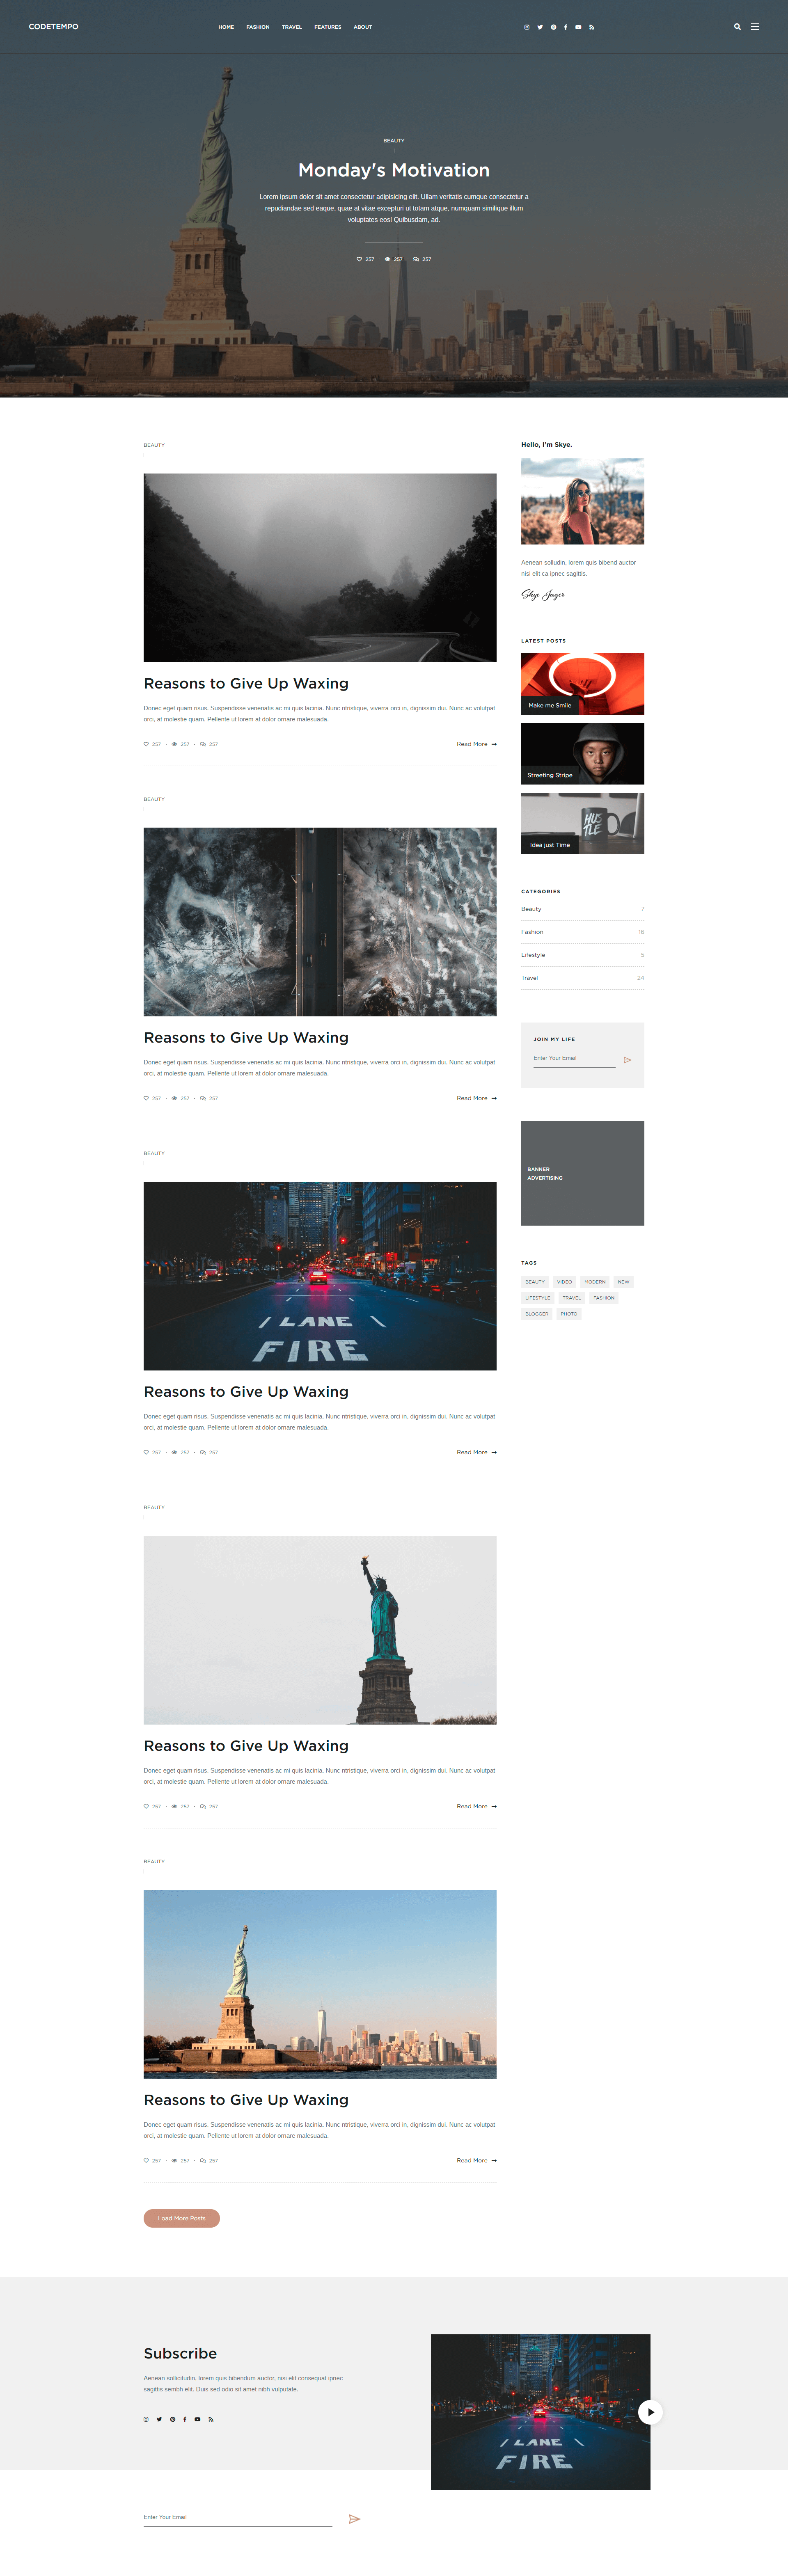 CODETEMPO
HOME FASHION TRAVEL FEATURES ABOUT
BEAUTY
Monday's Motivation
Lorem ipsum dolor sit amet consectetur adipisicing elit. Ullam veritatis cumque consectetur a
repudiandae sed eaque, quae at vitae excepturi ut totam atque, numquam similique illum
voluptates eos! Quibusdam, ad.
257 257 257
BEAUTY
Reasons to Give Up Waxing
Donec eget quam risus. Suspendisse venenatis ac mi quis lacinia. Nunc ntristique, viverra orci in, dignissim dui. Nunc ac volutpat
orci, at molestie quam. Pellente ut lorem at dolor ornare malesuada.
257 - 257 - 257 Read More
BEAUTY
Reasons to Give Up Waxing
Donec eget quam risus. Suspendisse venenatis ac mi quis lacinia. Nunc ntristique, viverra orci in, dignissim dui. Nunc ac volutpat
orci, at molestie quam. Pellente ut lorem at dolor ornare malesuada.
257 - 257 - 257 Read More
BEAUTY
1 LANE 1
FIRE
Reasons to Give Up Waxing
Donec eget quam risus. Suspendisse venenatis ac mi quis lacinia. Nunc ntristique, viverra orci in, dignissim dui. Nunc ac volutpat
orci, at molestie quam. Pellente ut lorem at dolor ornare malesuada.
257 - 257 - 257 Read More
BEAUTY
Reasons to Give Up Waxing
Donec eget quam risus. Suspendisse venenatis ac mi quis lacinia. Nunc ntristique, viverra orci in, dignissim dui. Nunc ac volutpat
orci, at molestie quam. Pellente ut lorem at dolor ornare malesuada.
257 - 257 - 257 Read More
BEAUTY
Reasons to Give Up Waxing
Donec eget quam risus. Suspendisse venenatis ac mi quis lacinia. Nunc ntristique, viverra orci in, dignissim dui. Nunc ac volutpat
orci, at molestie quam. Pellente ut lorem at dolor ornare malesuada.
257 - 257 - 257 Read More
Load More Posts
Hello, I'm Skye.
Aenean solludin, lorem quis bibend auctor
nisi elit ca ipnec sagittis.
LATEST POSTS
Make me Smile
Streeting Stripe
HUS
TLE
Idea just Time
CATEGORIES
Beauty 7
Fashion 16
Lifestyle 5
Travel 24
JOIN MY LIFE
Enter Your Email
BANNER
ADVERTISING
TAGS
BEAUTY VIDEO MODERN NEW
LIFESTYLE TRAVEL FASHION
BLOGGER PHOTO
Subscribe
Aenean sollicitudin, lorem quis bibendum auctor, nisi elit consequat ipnec
sagittis sembh elit. Duis sed odio sit amet nibh vulputate.
1 LANE 1
FIRE
Enter Your Email